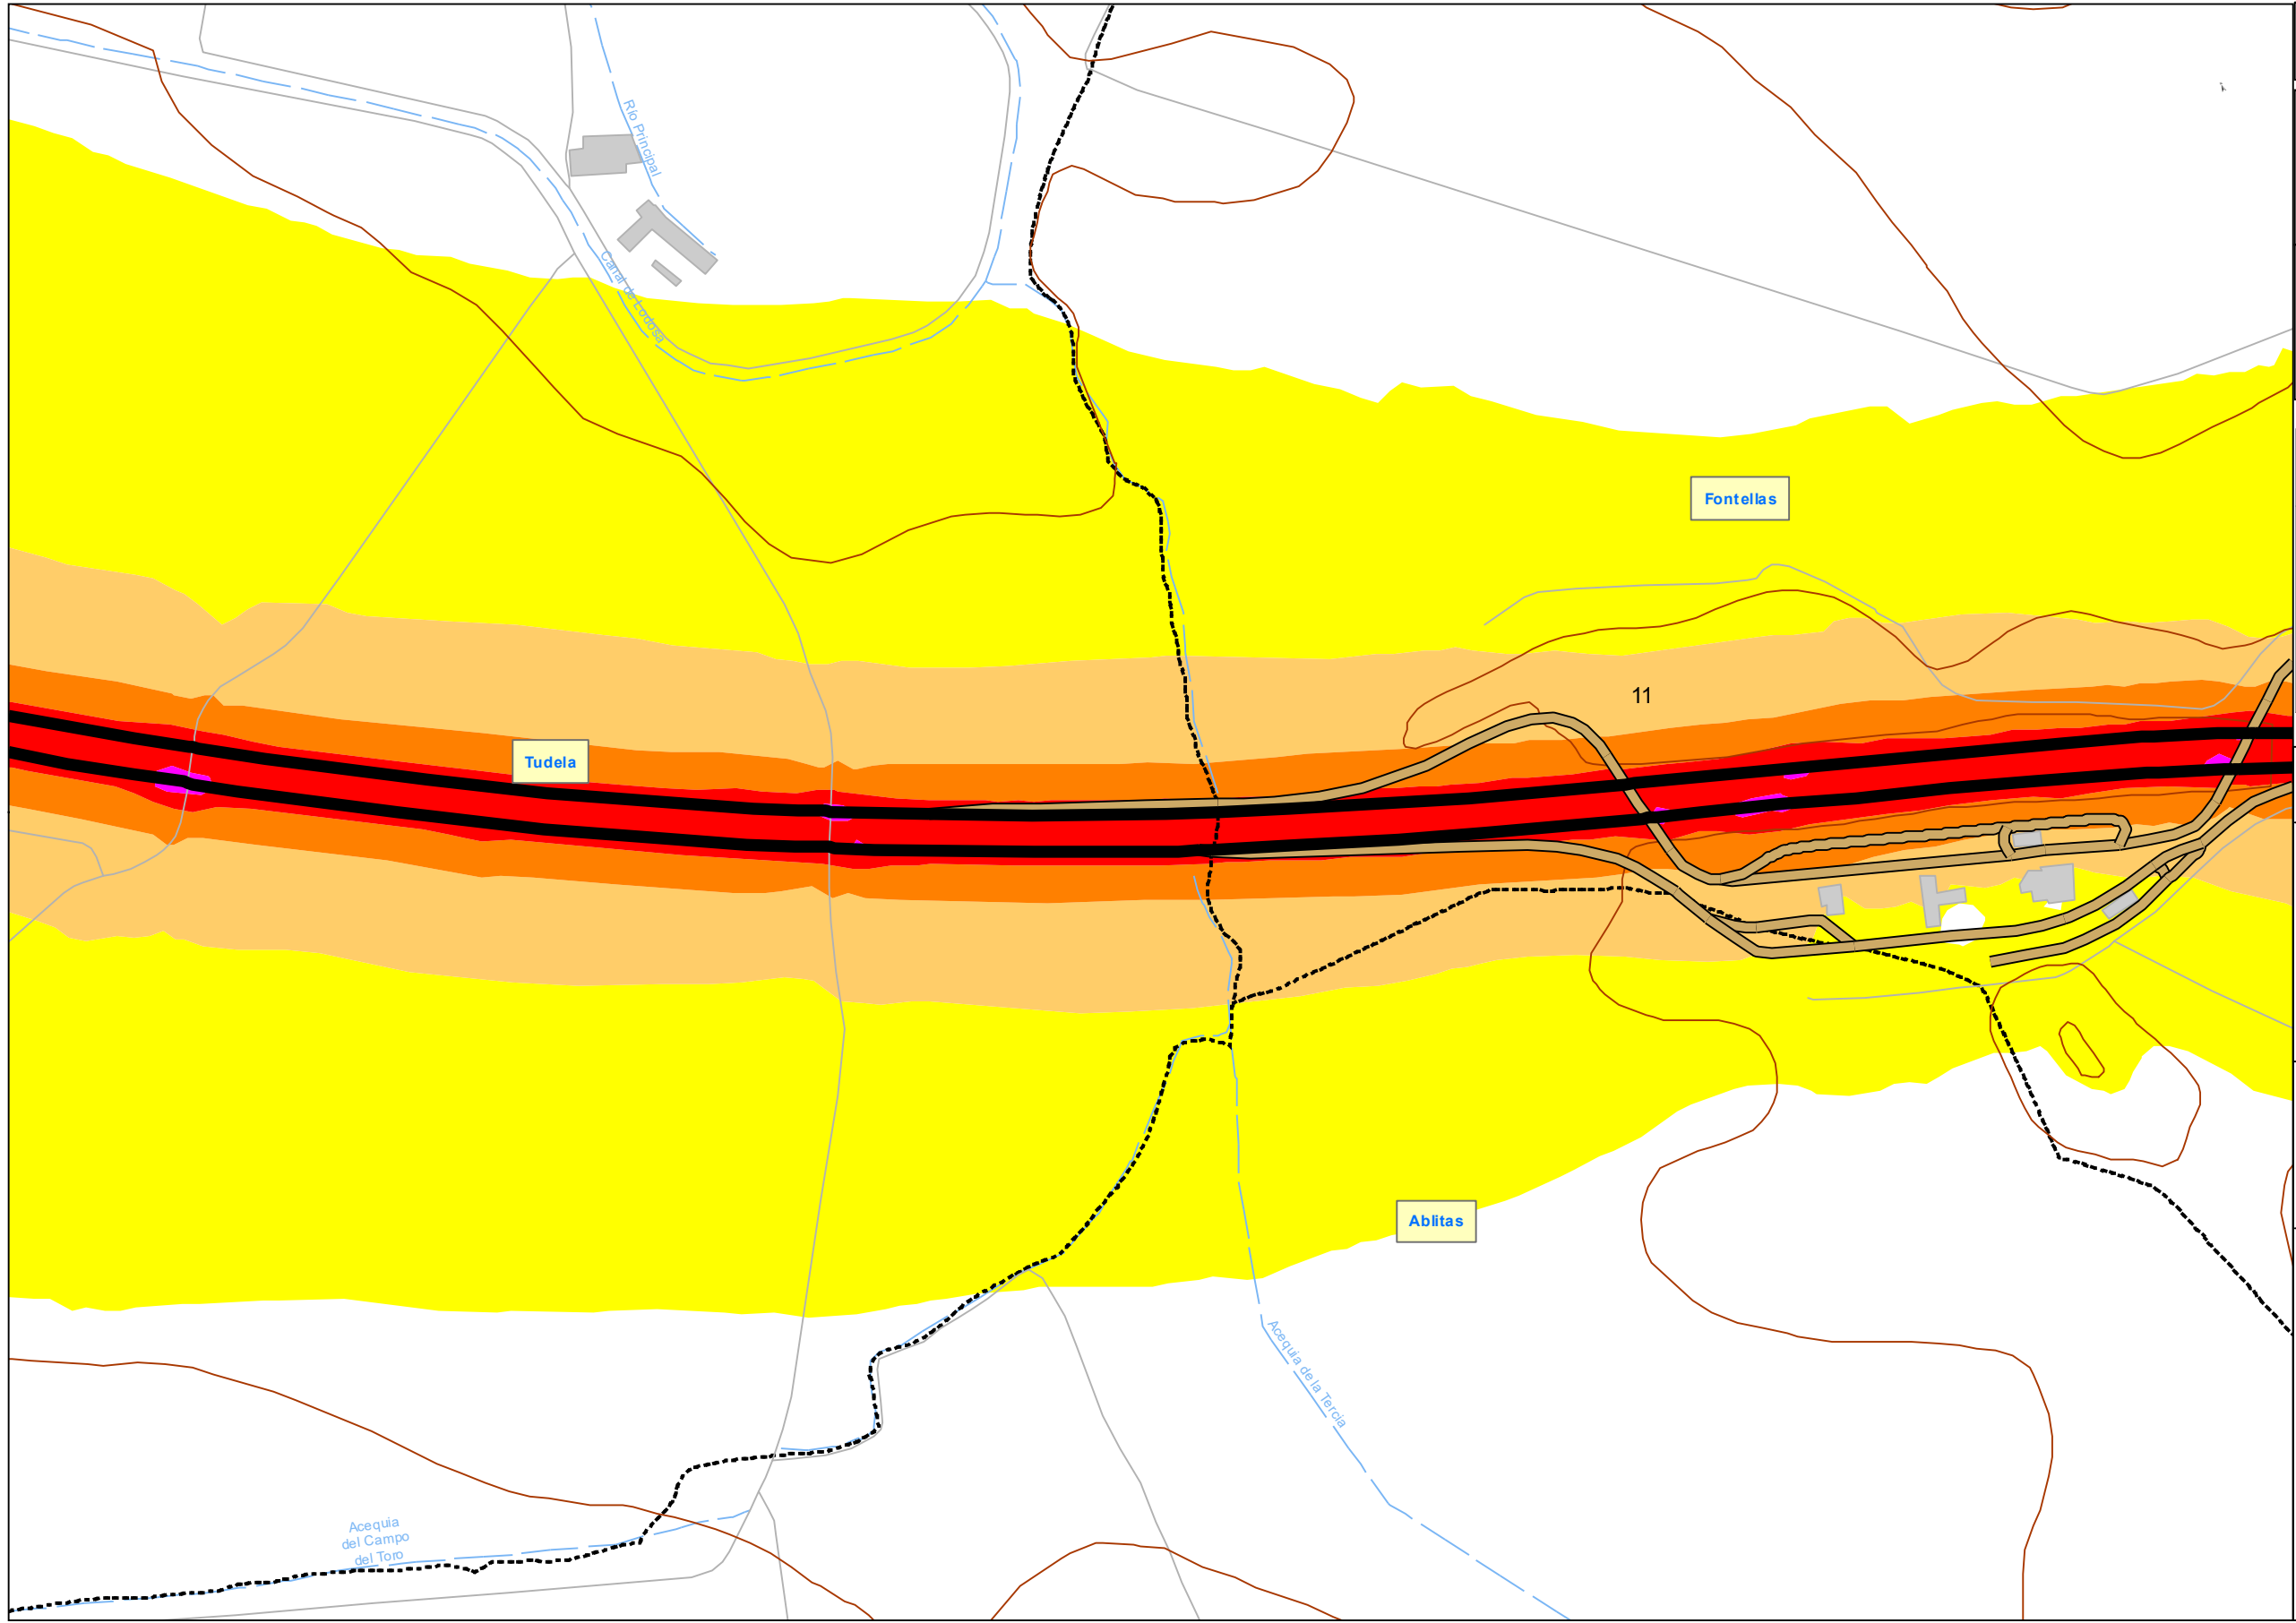 Río Principal
Canal de Lodosa
Fontellas
11
Tudela
Ablitas
Acequia de la Tercia
Acequia
del Campo
del Toro